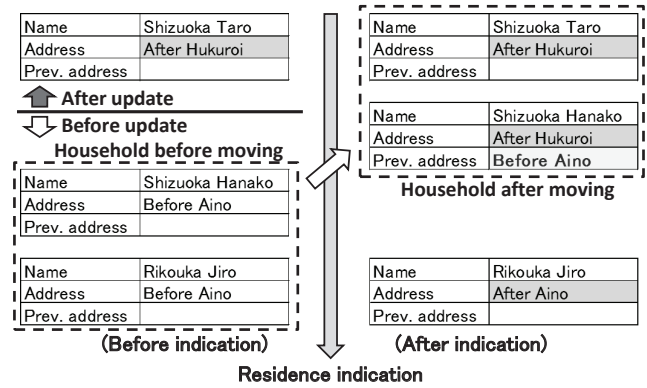 Name Shizuoka Taro
Address After Hukuroi
Prev. address
After update
Before update
Household before moving
Name Shizuoka Hanako
Address Before Aino
Prev. address
Name Rikouka Jiro
Address Before Aino
Prev. address
(Before indication)
Name Shizuoka Taro
Address After Hukuroi
Prev. address
Name Shizuoka Hanako
Address After Hukuroi
Prev. address Before Aino
Household after moving
Name Rikouka Jiro
Address After Aino
Prev. address
(After indication)
Residence indication